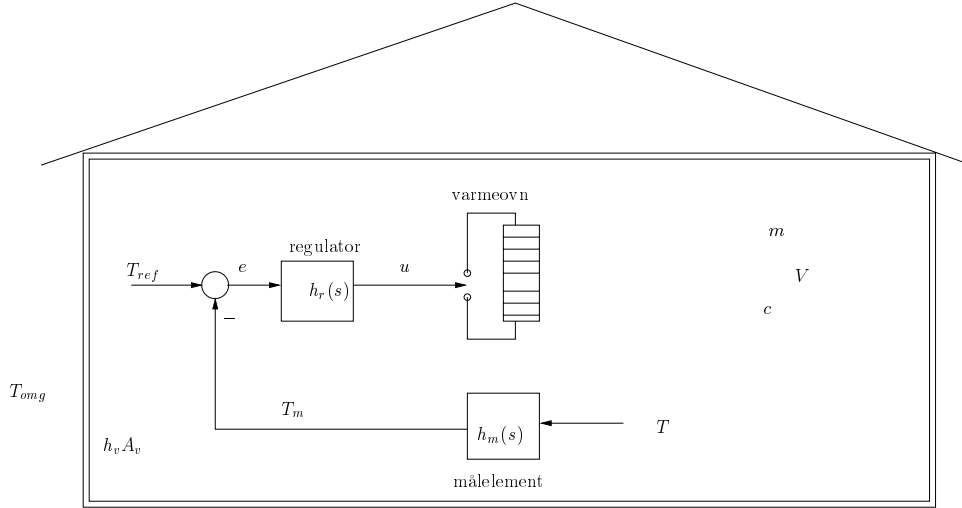 varmeovn
m
regulator
T_ref
e
u
V
h_r(s)
c
−
T_omg
T_m
T
h_m(s)
h_v A_v
målelement